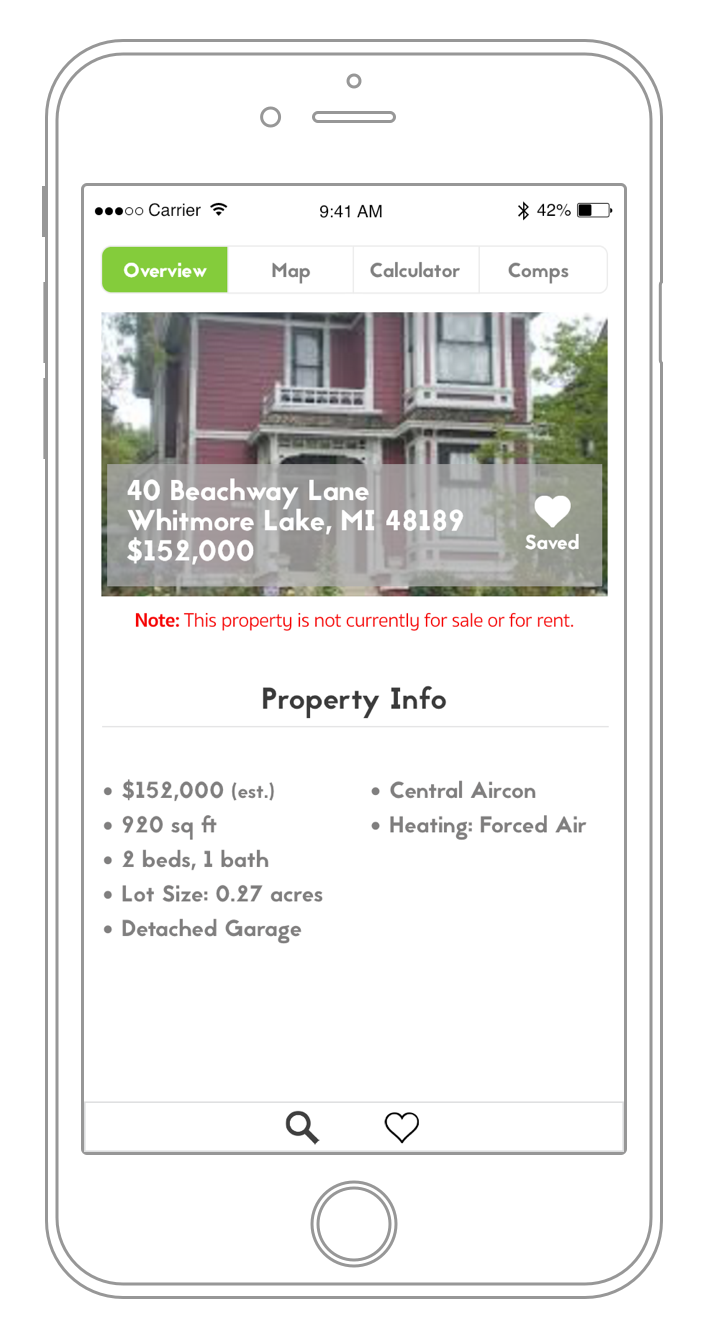 ●●●○○ Carrier 9:41 AM 42%
Overview Map Calculator Comps
40 Beachway Lane
Whitmore Lake, MI 48189
$152,000
Saved
Note: This property is not currently for sale or for rent.
Property Info
• $152,000 (est.)
• 920 sq ft
• 2 beds, 1 bath
• Lot Size: 0.27 acres
• Detached Garage
• Central Aircon
• Heating: Forced Air